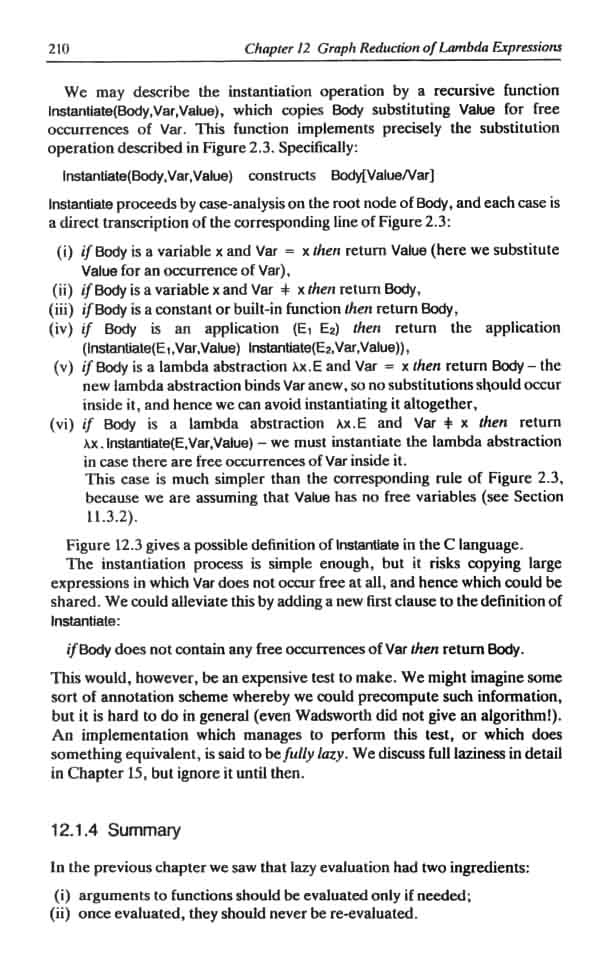 210 Chapter 12 Graph Reduction of Lambda Expressions
We may describe the instantiation operation by a recursive function
Instantiate(Body,Var,Value), which copies Body substituting Value for free
occurrences of Var. This function implements precisely the substitution
operation described in Figure 2.3. Specifically:
Instantiate(Body,Var,Value) constructs Body[Value/Var]
Instantiate proceeds by case-analysis on the root node of Body, and each case is
a direct transcription of the corresponding line of Figure 2.3:
(i) if Body is a variable x and Var = x then return Value (here we substitute
Value for an occurrence of Var),
(ii) if Body is a variable x and Var ≠ x then return Body,
(iii) if Body is a constant or built-in function then return Body,
(iv) if Body is an application (E₁ E₂) then return the application
(Instantiate(E₁,Var,Value) Instantiate(E₂,Var,Value)),
(v) if Body is a lambda abstraction λx.E and Var = x then return Body – the
new lambda abstraction binds Var anew, so no substitutions should occur
inside it, and hence we can avoid instantiating it altogether,
(vi) if Body is a lambda abstraction λx.E and Var ≠ x then return
λx.Instantiate(E,Var,Value) – we must instantiate the lambda abstraction
in case there are free occurrences of Var inside it.
This case is much simpler than the corresponding rule of Figure 2.3,
because we are assuming that Value has no free variables (see Section
11.3.2).
Figure 12.3 gives a possible definition of Instantiate in the C language.
The instantiation process is simple enough, but it risks copying large
expressions in which Var does not occur free at all, and hence which could be
shared. We could alleviate this by adding a new first clause to the definition of
Instantiate:
if Body does not contain any free occurrences of Var then return Body.
This would, however, be an expensive test to make. We might imagine some
sort of annotation scheme whereby we could precompute such information,
but it is hard to do in general (even Wadsworth did not give an algorithm!).
An implementation which manages to perform this test, or which does
something equivalent, is said to be fully lazy. We discuss full laziness in detail
in Chapter 15, but ignore it until then.
12.1.4 Summary
In the previous chapter we saw that lazy evaluation had two ingredients:
(i) arguments to functions should be evaluated only if needed;
(ii) once evaluated, they should never be re-evaluated.